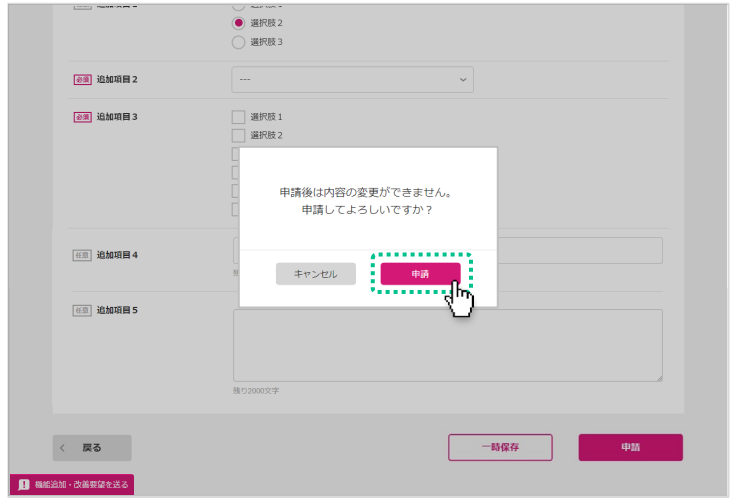 選択肢2
選択肢3
必須 追加項目2
---
必須 追加項目3
選択肢1
選択肢2
申請後は内容の変更ができません。
申請してよろしいですか？
キャンセル
申請
任意 追加項目4
任意 追加項目5
残り2000文字
戻る
一時保存
申請
機能追加・改善要望を送る